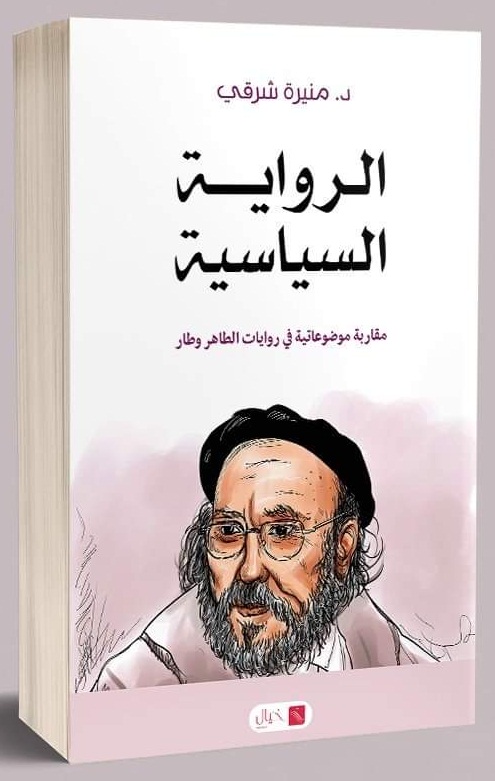 د. منيرة شرقي
الرواية
السياسية
مقاربة موضوعاتية في روايات الطاهر وطار
خيال